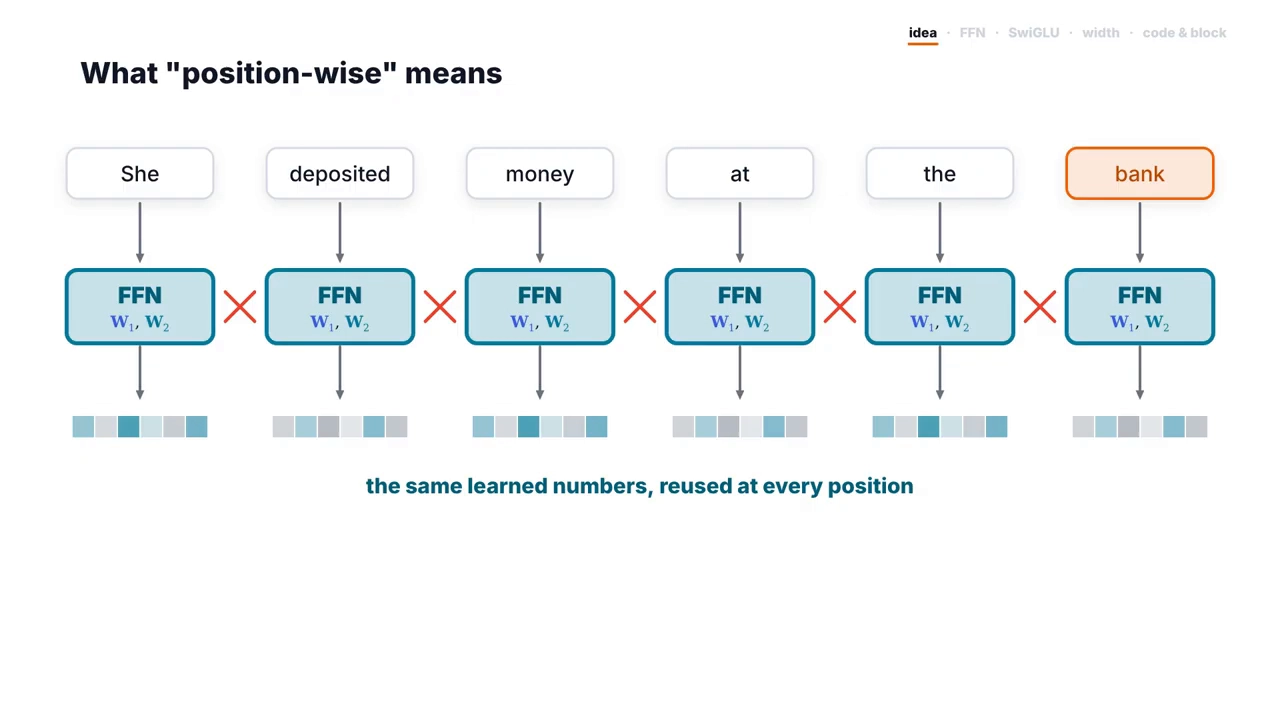 idea · FFN · SwiGLU · width · code & block
What "position-wise" means
She deposited money at the bank
FFN FFN FFN FFN FFN FFN
W₁, W₂ W₁, W₂ W₁, W₂ W₁, W₂ W₁, W₂ W₁, W₂
the same learned numbers, reused at every position